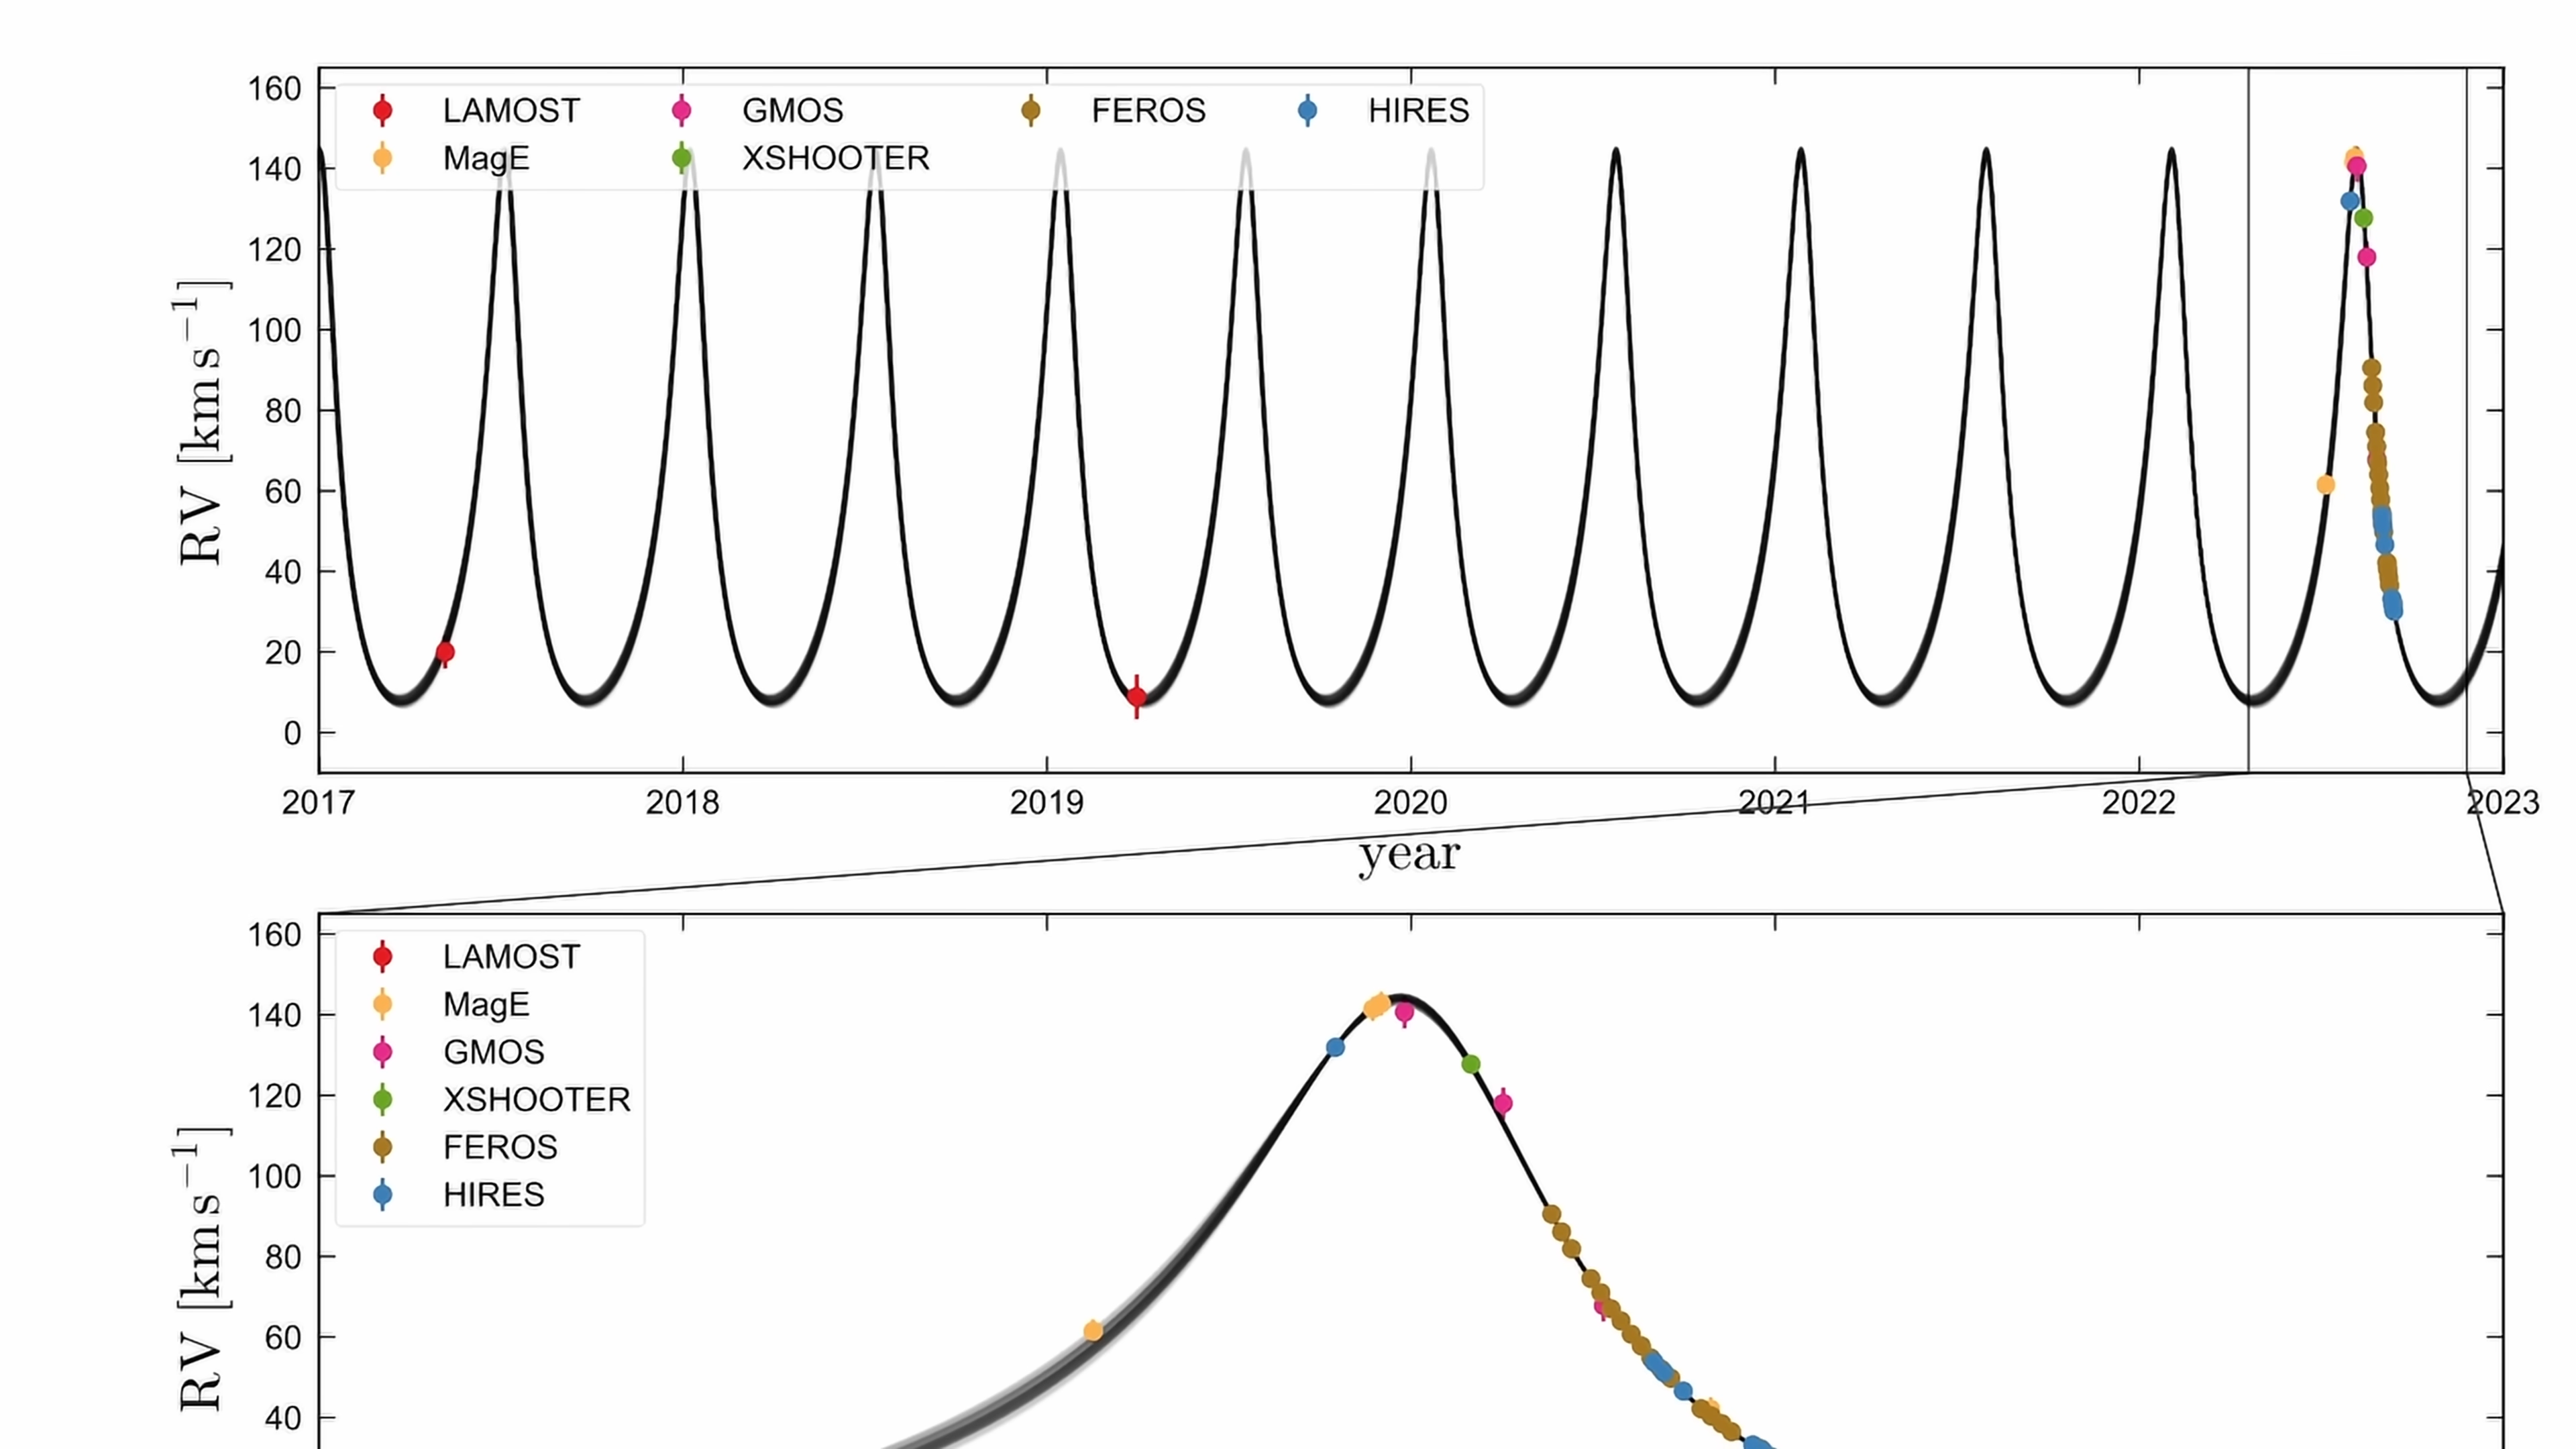 160
140
120
100
80
60
40
20
0
RV [km s⁻¹]
LAMOST GMOS FEROS HIRES
MagE XSHOOTER
2017 2018 2019 2020 2021 2022 2023
year
160
140
120
100
80
60
40
RV [km s⁻¹]
LAMOST
MagE
GMOS
XSHOOTER
FEROS
HIRES